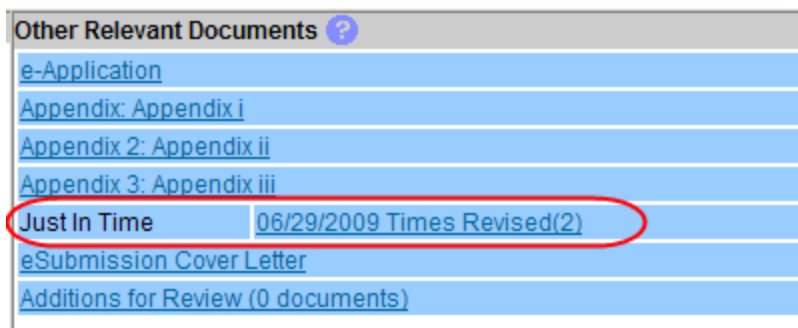 Other Relevant Documents ?
e-Application
Appendix: Appendix i
Appendix 2: Appendix ii
Appendix 3: Appendix iii
Just In Time 06/29/2009 Times Revised(2)
eSubmission Cover Letter
Additions for Review (0 documents)